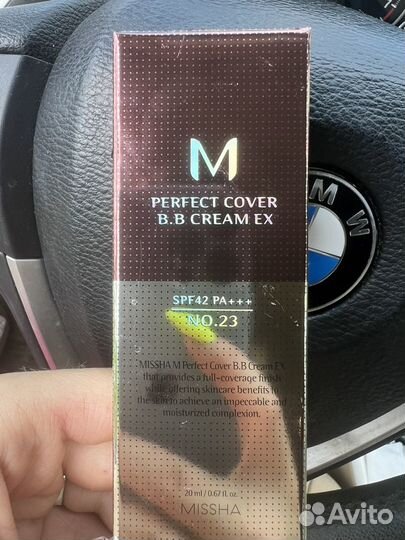 M
PERFECT COVER
B.B CREAM EX
SPF42 PA+++
NO.23
MISSHA M Perfect Cover B.B Cream EX
that provides a full-coverage finish
while offering skincare benefits to
the skin to achieve an impeccable and
moisturized complexion.
20 ml / 0.67 fl. oz.
MISSHA
BMW
Avito